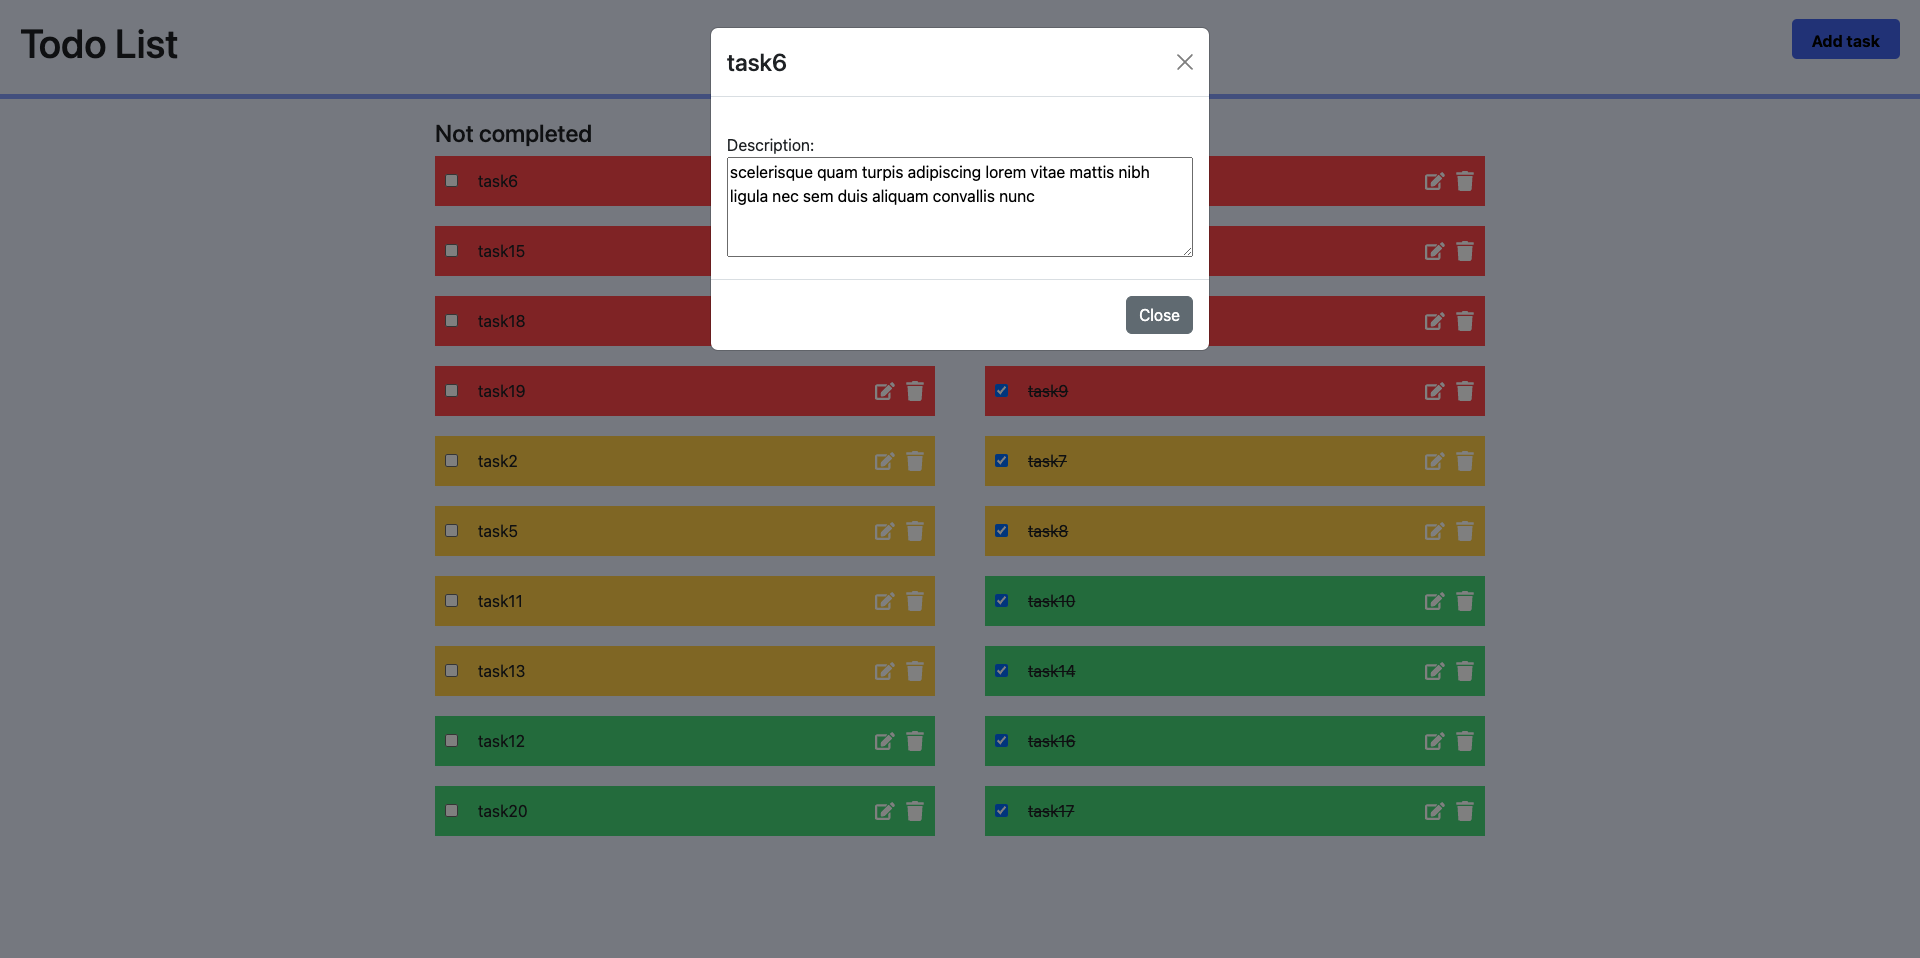 Todo List
Add task
task6
Description:
scelerisque quam turpis adipiscing lorem vitae mattis nibh
ligula nec sem duis aliquam convallis nunc
Close
Not completed
task6
task15
task18
task19
task2
task5
task11
task13
task12
task20
task9
task7
task8
task10
task14
task16
task17